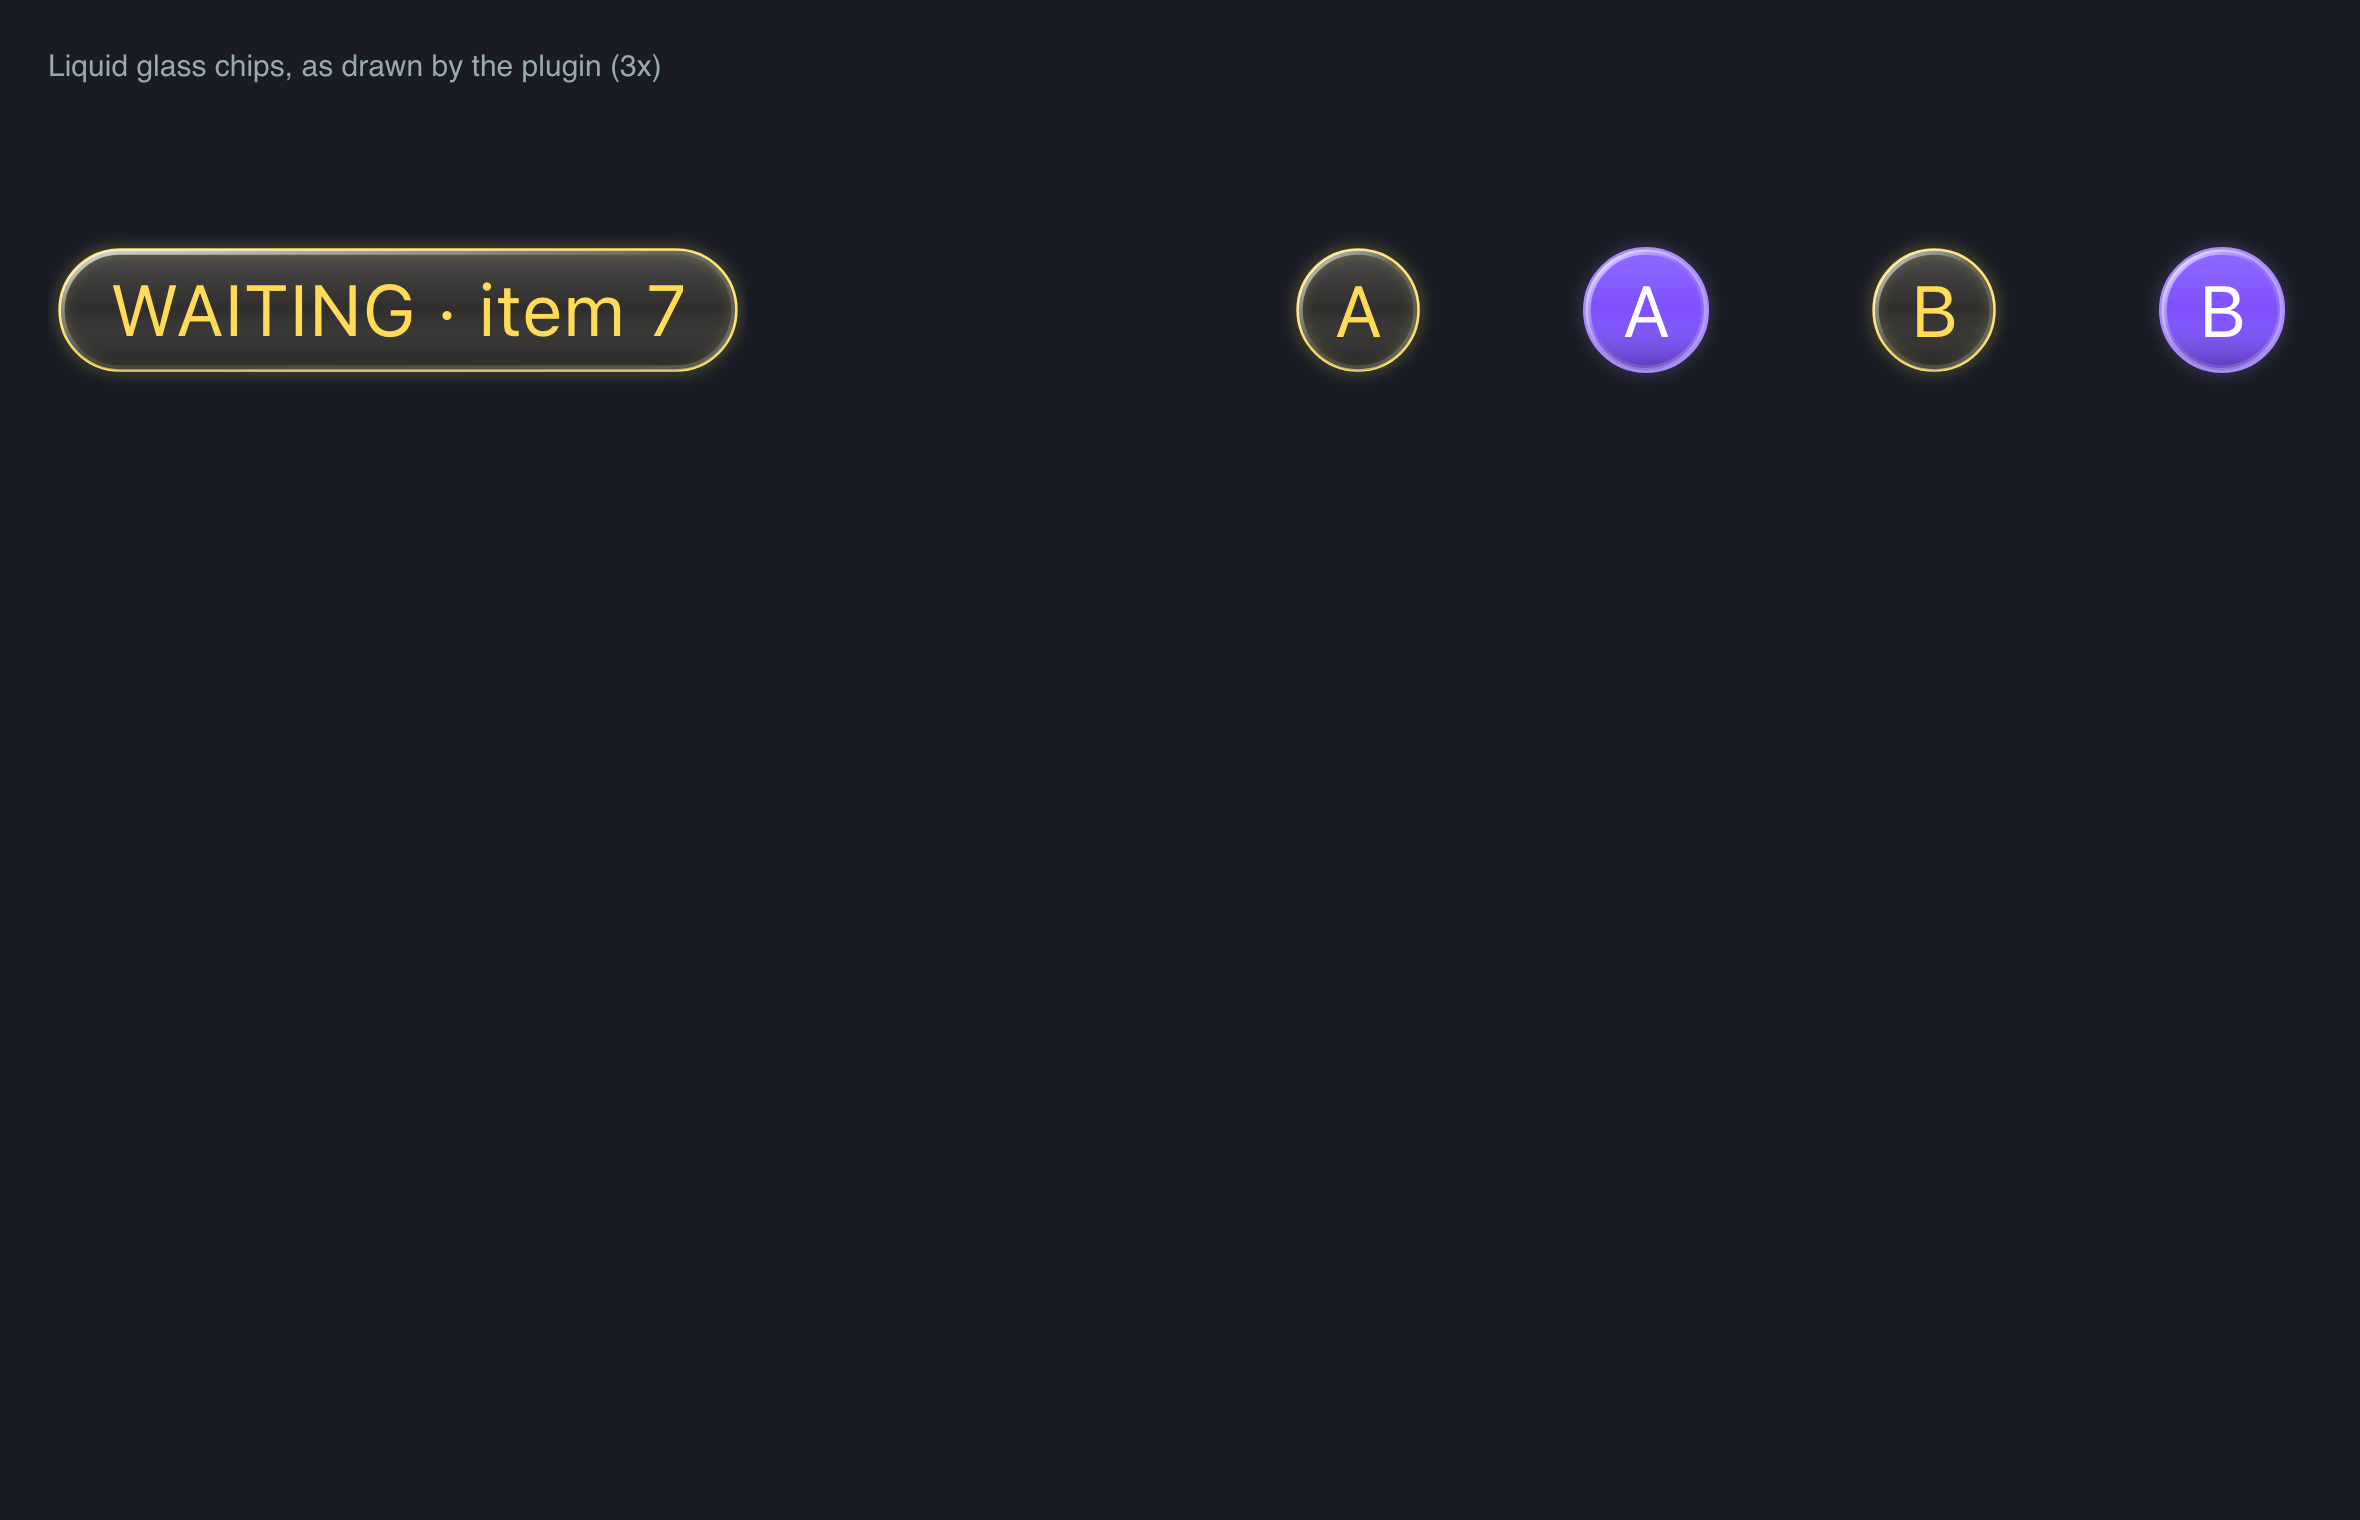 Liquid glass chips, as drawn by the plugin (3x)
WAITING · item 7 A A B B